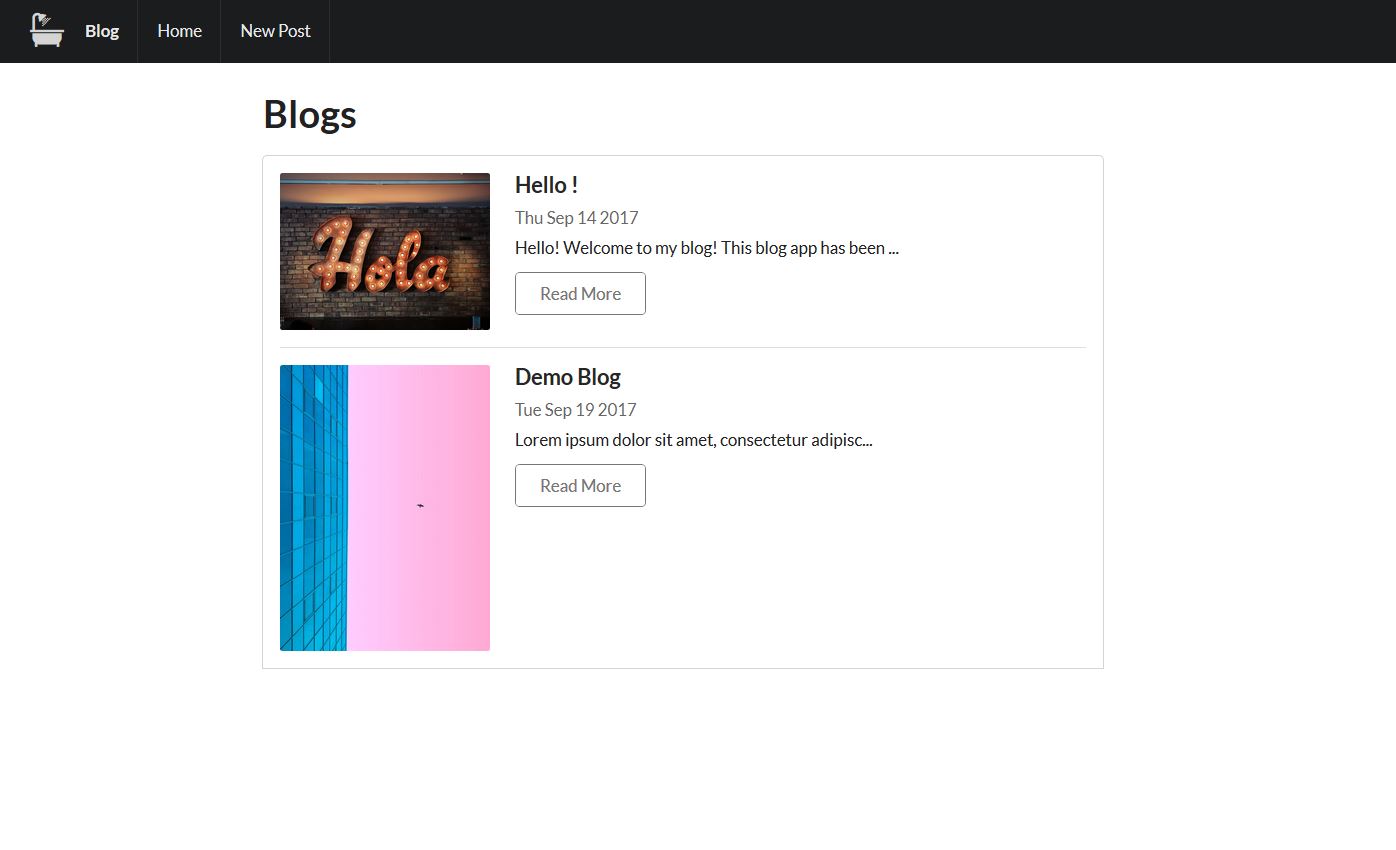 Blog Home New Post
Blogs
Hola
Hello !
Thu Sep 14 2017
Hello! Welcome to my blog! This blog app has been ...
Read More
Demo Blog
Tue Sep 19 2017
Lorem ipsum dolor sit amet, consectetur adipisc...
Read More